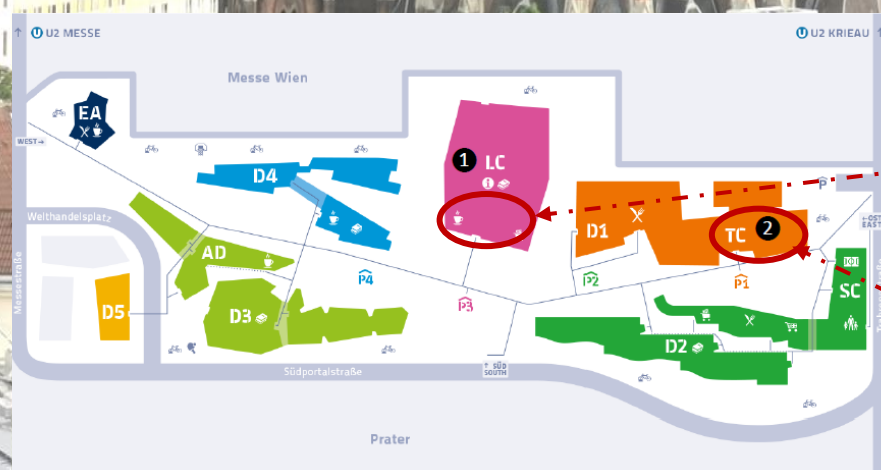 U U2 MESSE
U U2 KRIEAU
Messe Wien
EA
WEST
D4
1 LC
i
P
Welthandelsplatz
D1
TC 2
←OST
EAST
AD
P4
P3
P2
P1
SC
Messestraße
D5
D3
D2
Südportalstraße
↑ SÜD
SOUTH
Prater